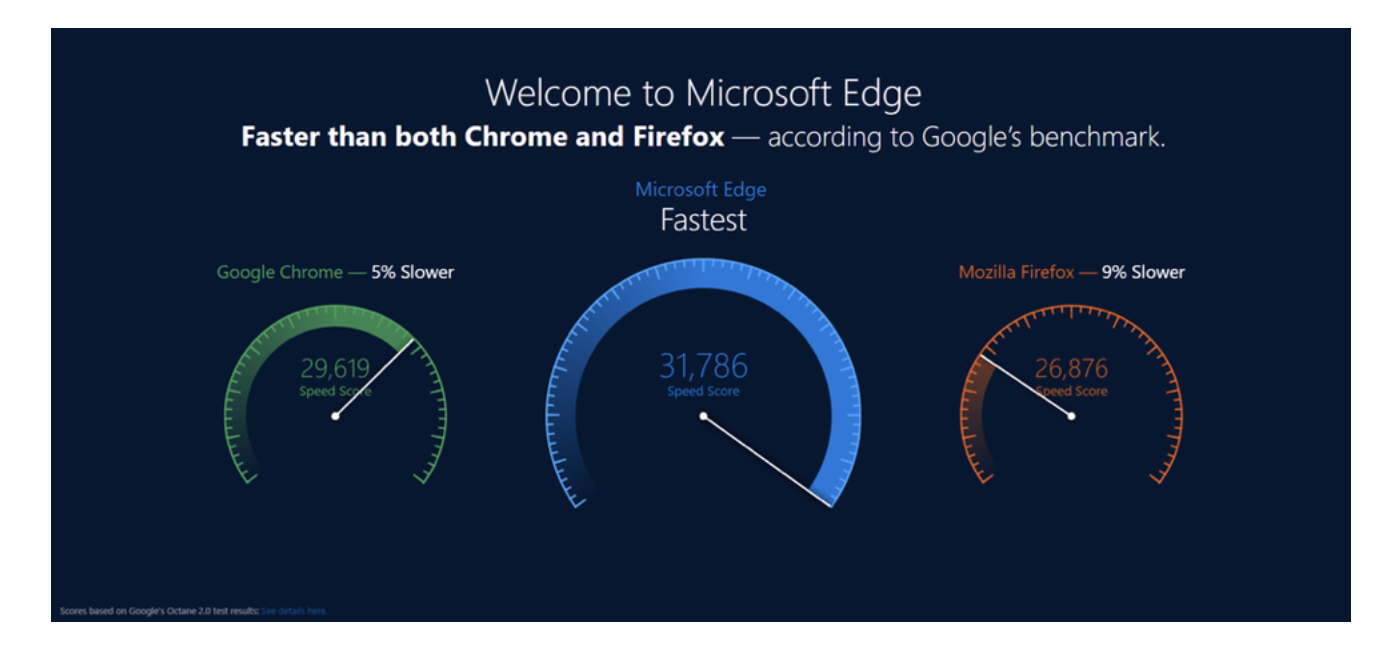 Welcome to Microsoft Edge
Faster than both Chrome and Firefox — according to Google's benchmark.
Microsoft Edge
Fastest
Google Chrome — 5% Slower
Mozilla Firefox — 9% Slower
29,619
Speed Score
31,786
Speed Score
26,876
Speed Score
Scores based on Google's Octane 2.0 test results: See details here.